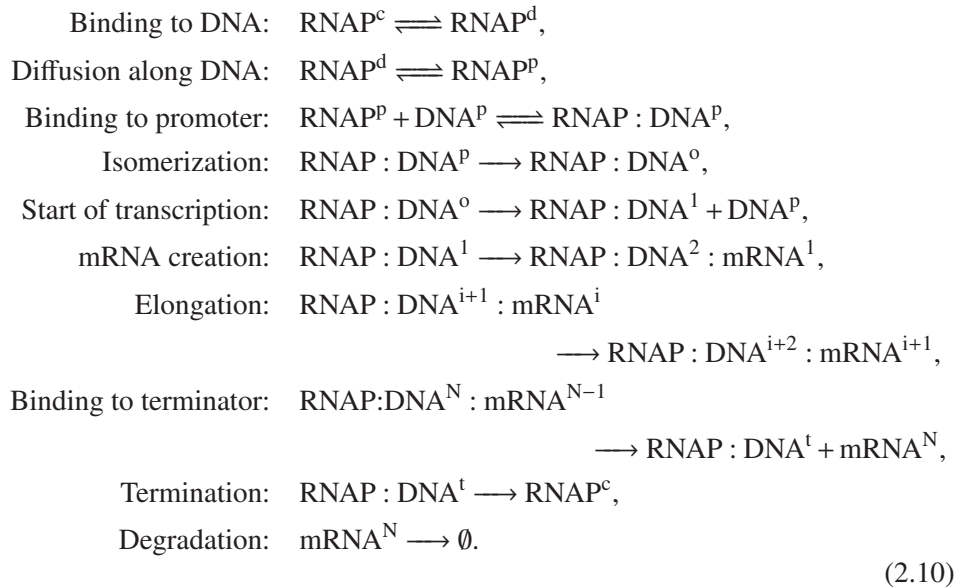 Binding to DNA: RNAP^c ⇌ RNAP^d,
Diffusion along DNA: RNAP^d ⇌ RNAP^p,
Binding to promoter: RNAP^p + DNA^p ⇌ RNAP : DNA^p,
Isomerization: RNAP : DNA^p ⟶ RNAP : DNA^o,
Start of transcription: RNAP : DNA^o ⟶ RNAP : DNA^1 + DNA^p,
mRNA creation: RNAP : DNA^1 ⟶ RNAP : DNA^2 : mRNA^1,
Elongation: RNAP : DNA^{i+1} : mRNA^i
⟶ RNAP : DNA^{i+2} : mRNA^{i+1},
Binding to terminator: RNAP:DNA^N : mRNA^{N−1}
⟶ RNAP : DNA^t + mRNA^N,
Termination: RNAP : DNA^t ⟶ RNAP^c,
Degradation: mRNA^N ⟶ ∅.
(2.10)